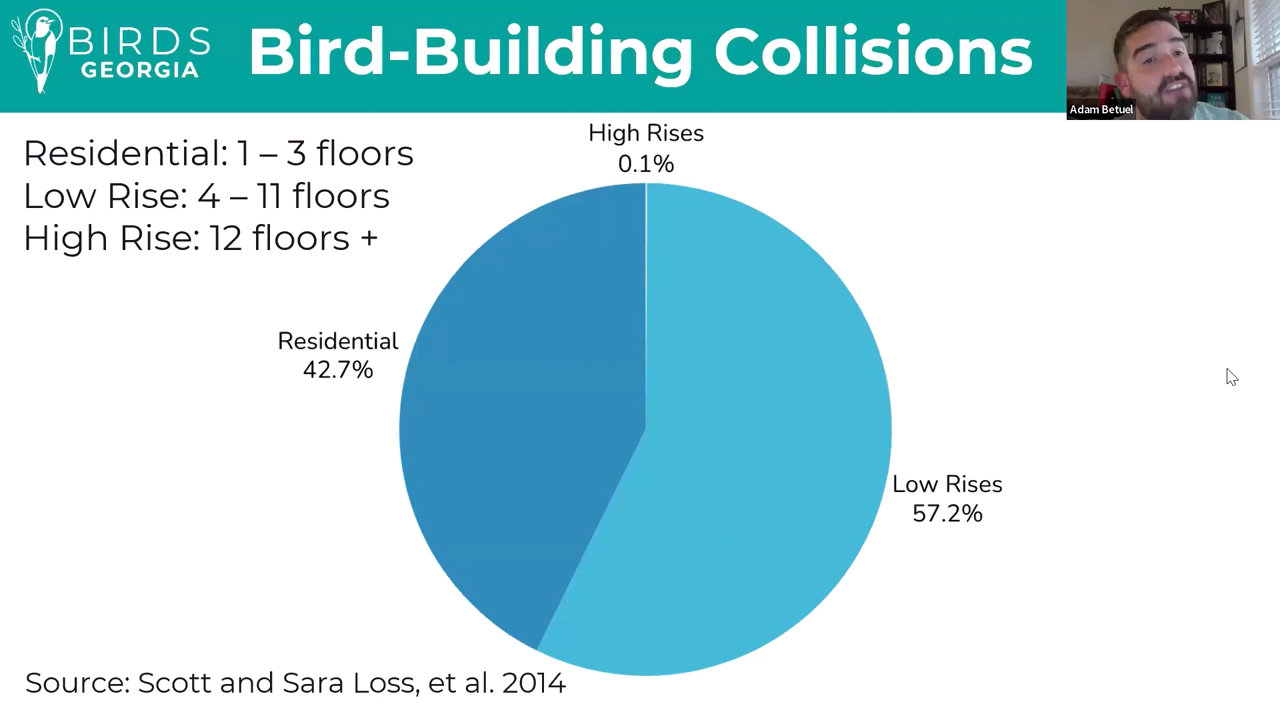 BIRDS
GEORGIA
Bird-Building Collisions
Adam Betuel
Residential: 1 – 3 floors
Low Rise: 4 – 11 floors
High Rise: 12 floors +
High Rises
0.1%
Residential
42.7%
Low Rises
57.2%
Source: Scott and Sara Loss, et al. 2014